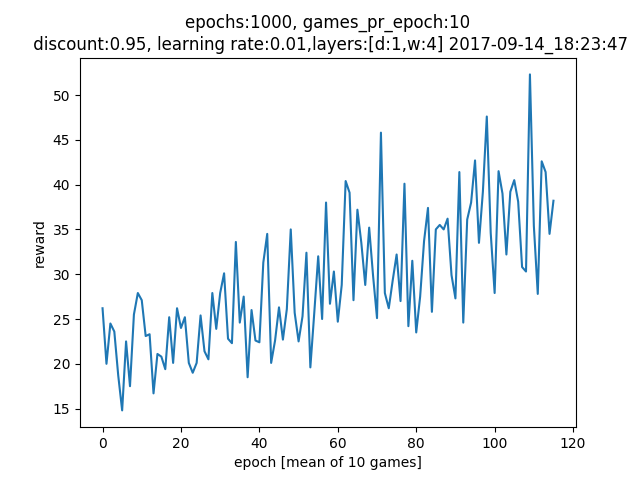 epochs:1000, games_pr_epoch:10
discount:0.95, learning rate:0.01,layers:[d:1,w:4] 2017-09-14_18:23:47
50
45
40
35
30
25
20
15
reward
0 20 40 60 80 100 120
epoch [mean of 10 games]